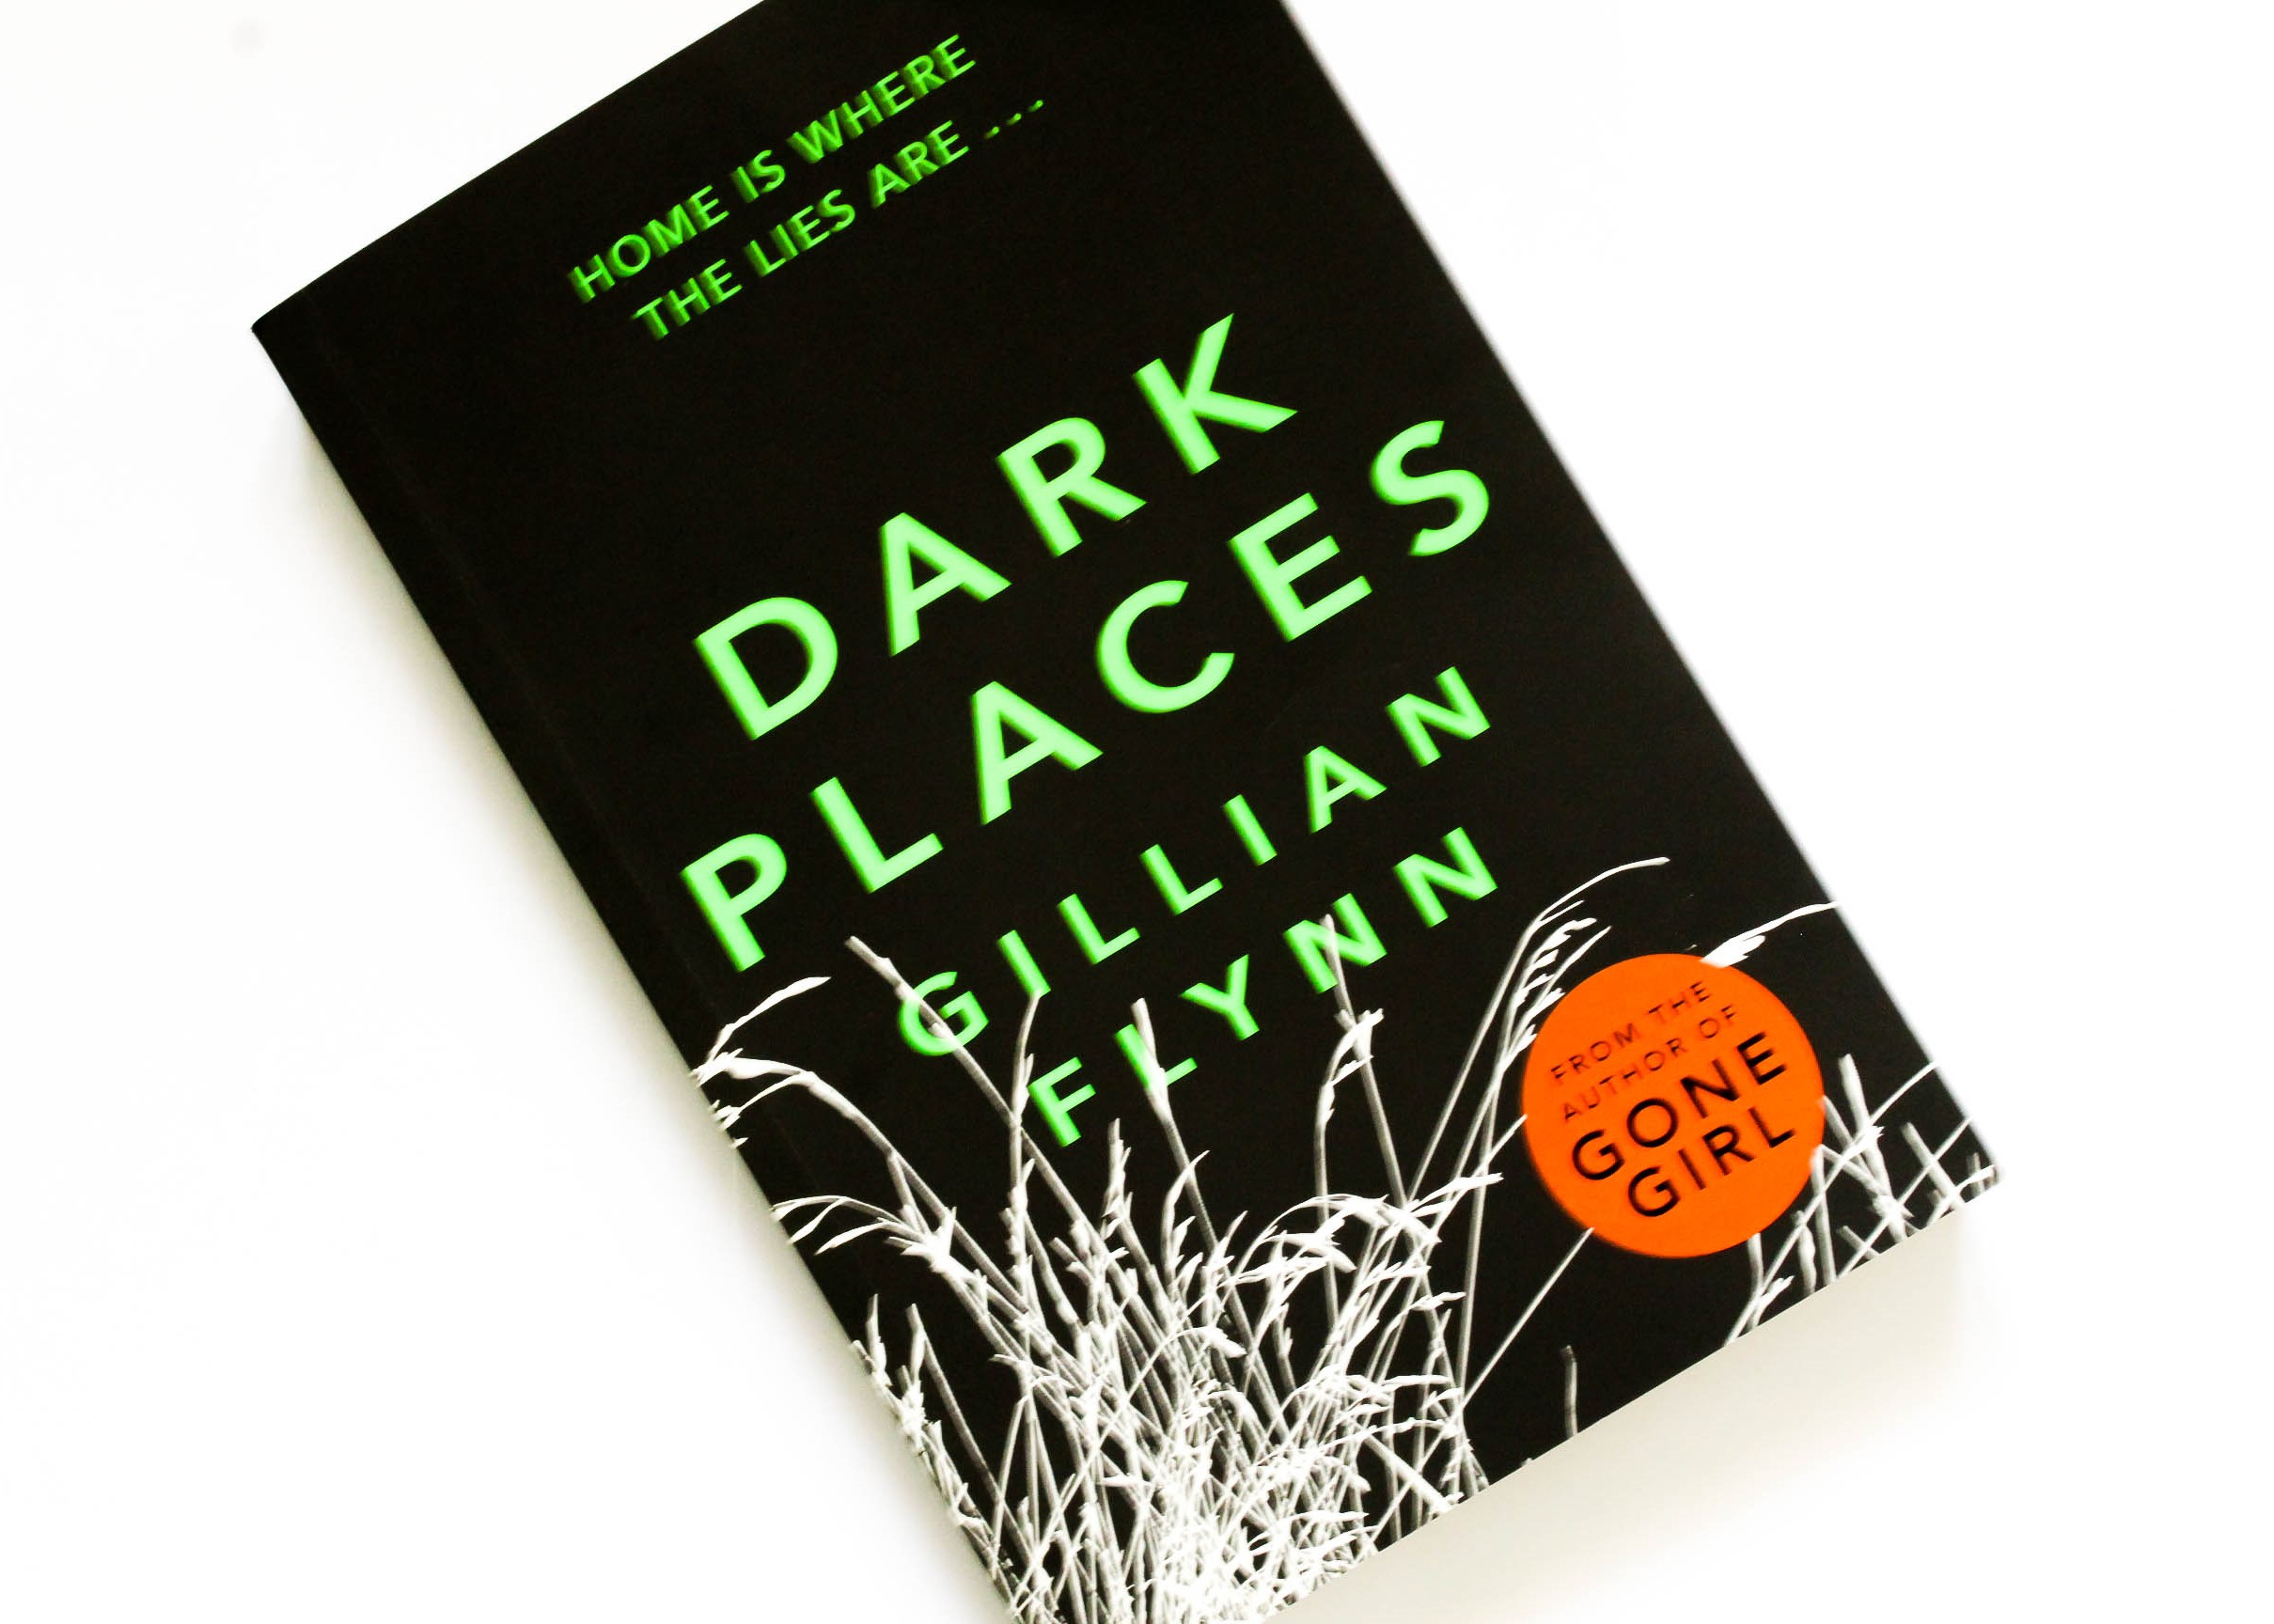 HOME IS WHERE
THE LIES ARE ...
DARK
PLACES
GILLIAN
FLYNN
FROM THE
AUTHOR OF
GONE
GIRL